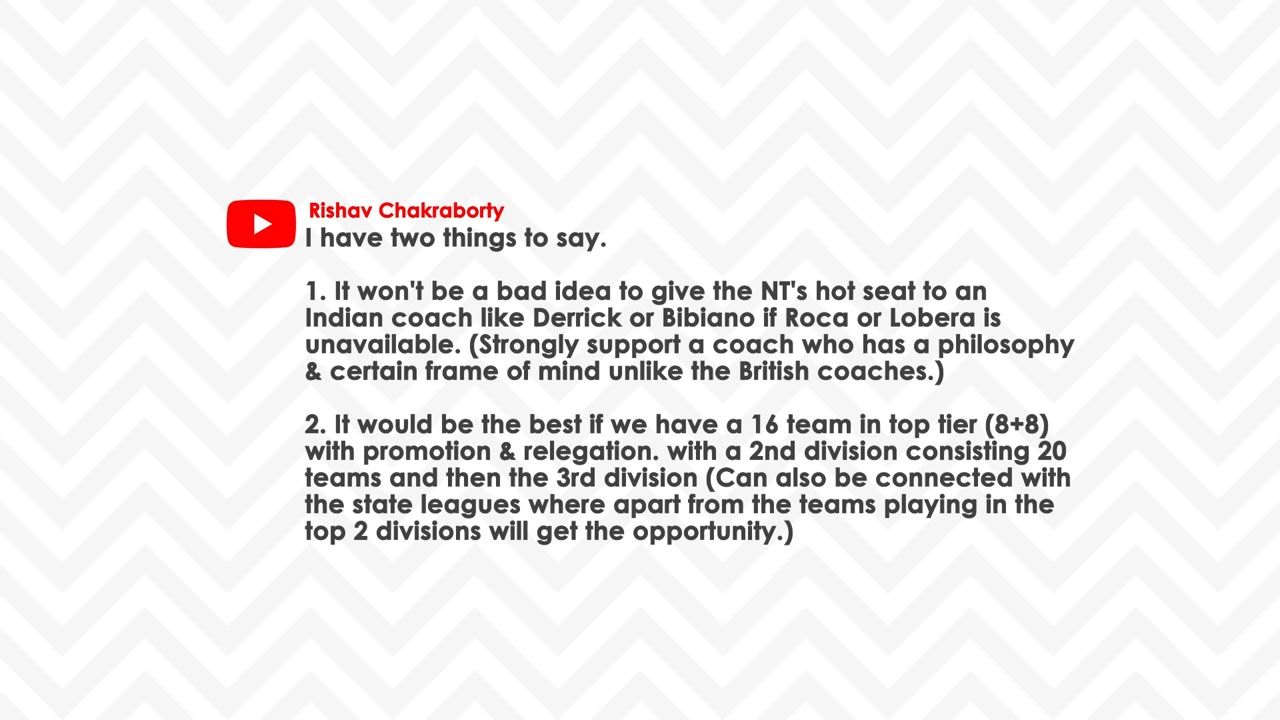 Rishav Chakraborty
I have two things to say.
1. It won't be a bad idea to give the NT's hot seat to an
Indian coach like Derrick or Bibiano if Roca or Lobera is
unavailable. (Strongly support a coach who has a philosophy
& certain frame of mind unlike the British coaches.)
2. It would be the best if we have a 16 team in top tier (8+8)
with promotion & relegation. with a 2nd division consisting 20
teams and then the 3rd division (Can also be connected with
the state leagues where apart from the teams playing in the
top 2 divisions will get the opportunity.)